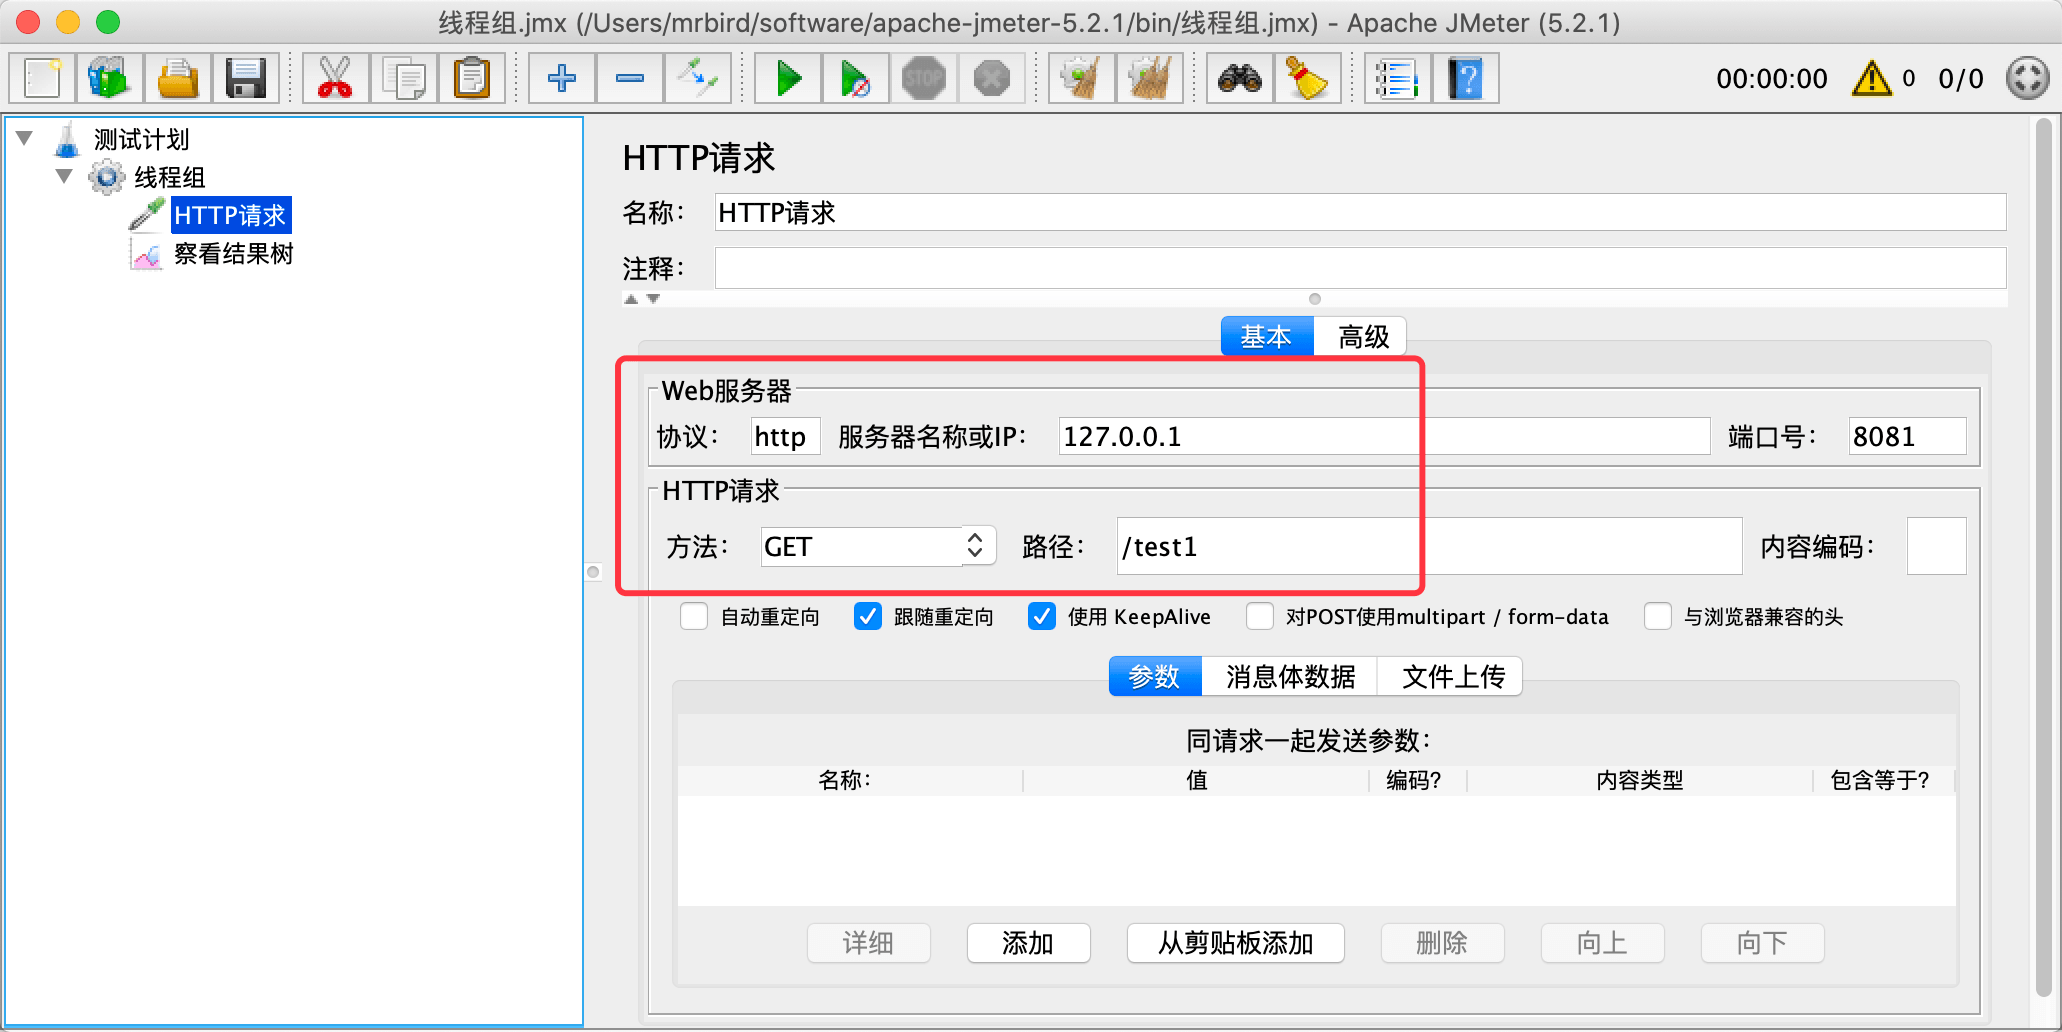 线程组.jmx (/Users/mrbird/software/apache-jmeter-5.2.1/bin/线程组.jmx) - Apache JMeter (5.2.1)
STOP
?
00:00:00 0 0/0
测试计划
线程组
HTTP请求
察看结果树
HTTP请求
名称： HTTP请求
注释：
基本 高级
Web服务器
协议： http 服务器名称或IP： 127.0.0.1 端口号： 8081
HTTP请求
方法： GET 路径： /test1 内容编码：
自动重定向 跟随重定向 使用 KeepAlive 对POST使用multipart / form-data 与浏览器兼容的头
参数 消息体数据 文件上传
同请求一起发送参数：
名称： 值 编码? 内容类型 包含等于?
详细 添加 从剪贴板添加 删除 向上 向下